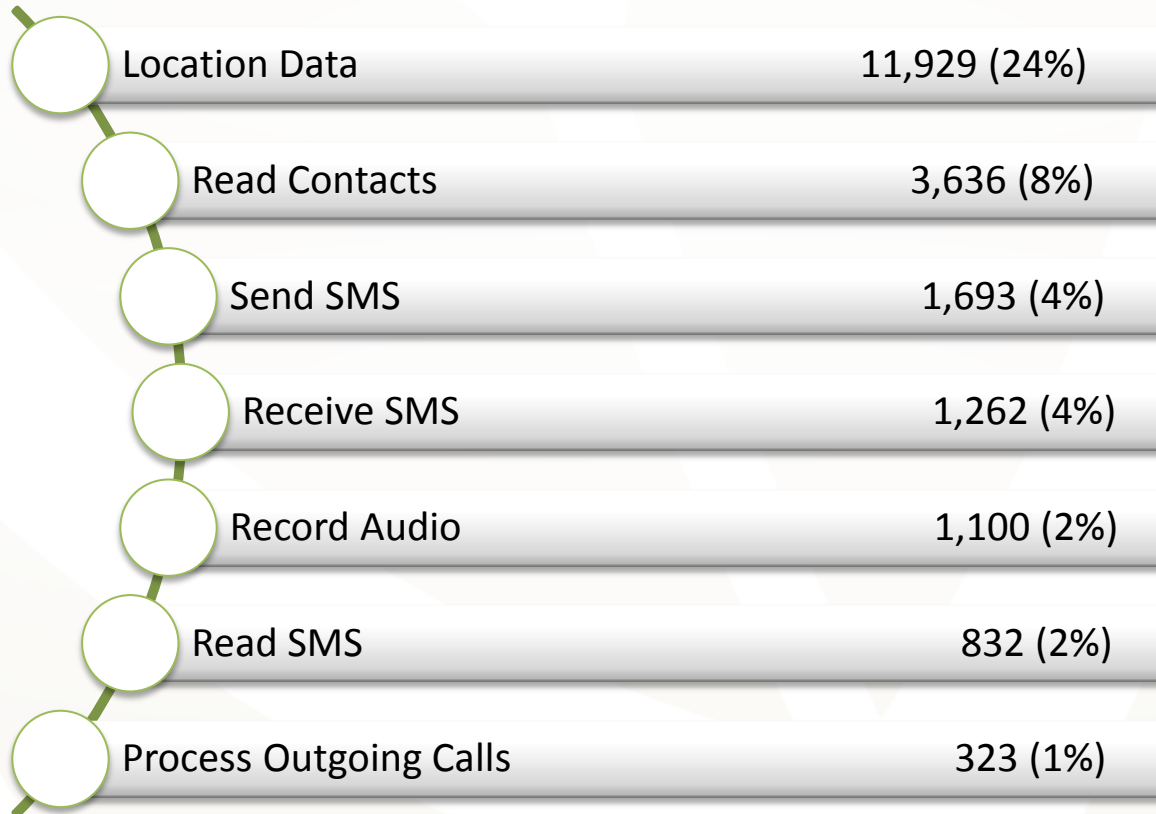 Location Data 11,929 (24%)
Read Contacts 3,636 (8%)
Send SMS 1,693 (4%)
Receive SMS 1,262 (4%)
Record Audio 1,100 (2%)
Read SMS 832 (2%)
Process Outgoing Calls 323 (1%)